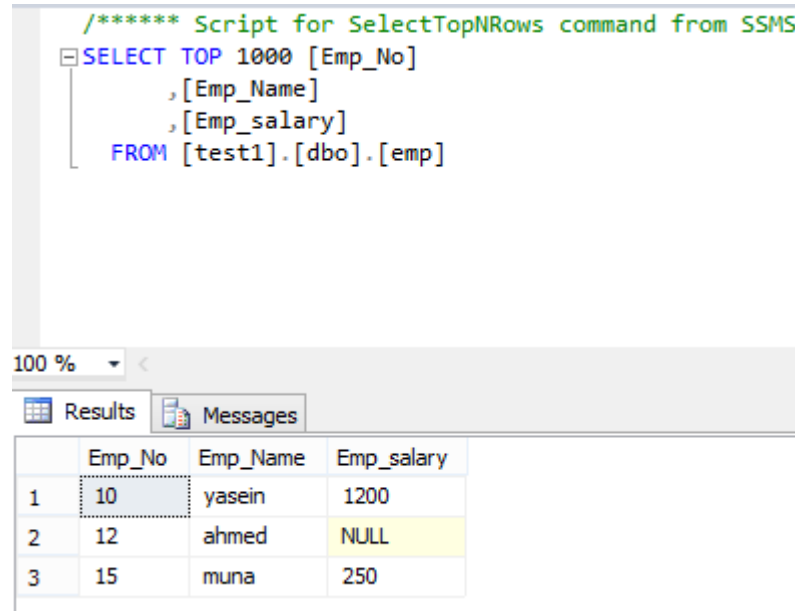 /****** Script for SelectTopNRows command from SSMS
SELECT TOP 1000 [Emp_No]
,[Emp_Name]
,[Emp_salary]
FROM [test1].[dbo].[emp]
100 %
Results Messages
Emp_No Emp_Name Emp_salary
1 10 yasein 1200
2 12 ahmed NULL
3 15 muna 250